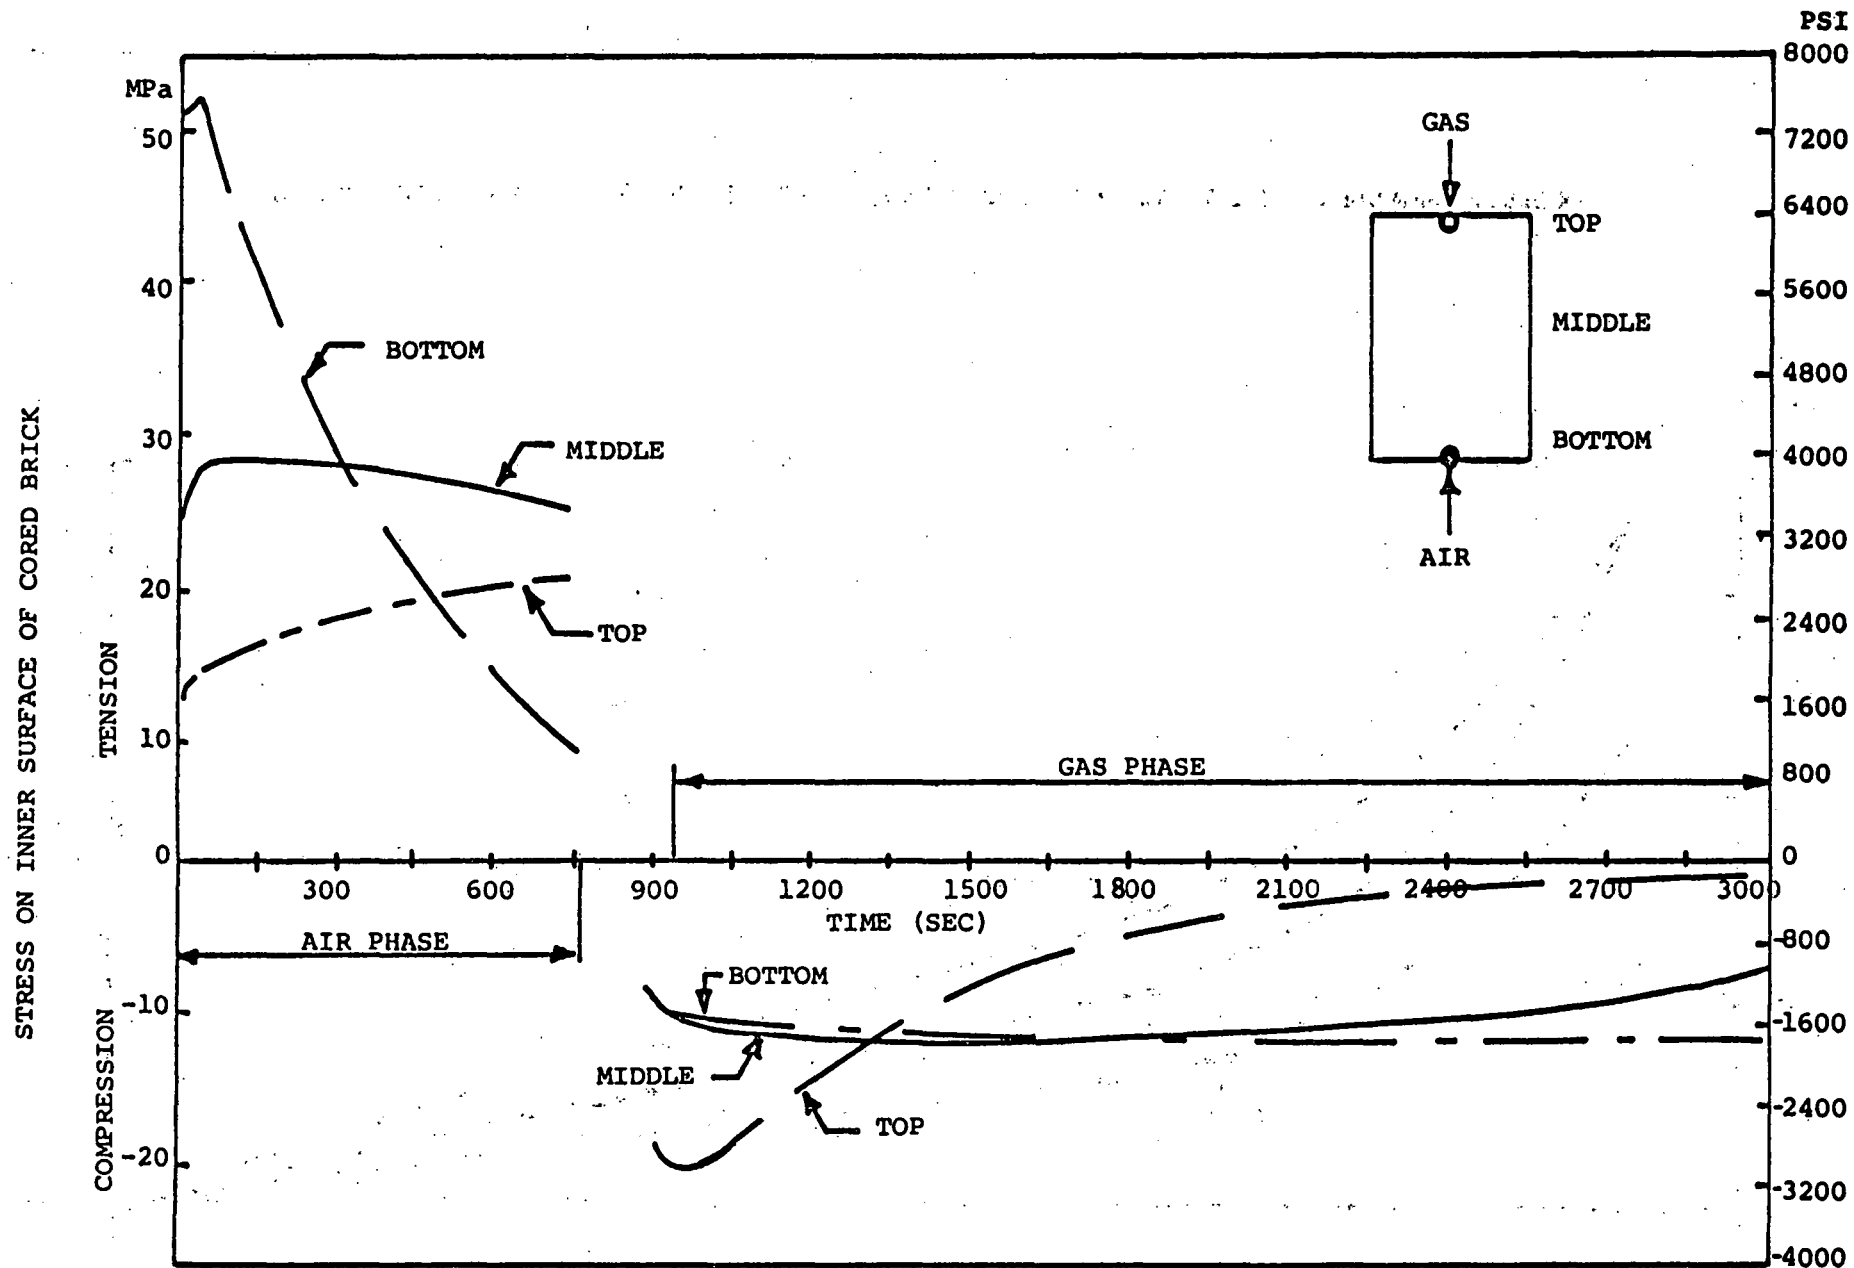 PSI
8000
MPa
50
7200
GAS
6400
TOP
40
5600
MIDDLE
BOTTOM
4800
30
MIDDLE
BOTTOM
4000
3200
AIR
20
TOP
2400
1600
10
GAS PHASE
800
0
0
300 600 900 1200 1500 1800 2100 2400 2700 3000
TIME (SEC)
AIR PHASE
-800
BOTTOM
-10
-1600
MIDDLE
-2400
TOP
-20
-3200
-4000
STRESS ON INNER SURFACE OF CORED BRICK
TENSION
COMPRESSION